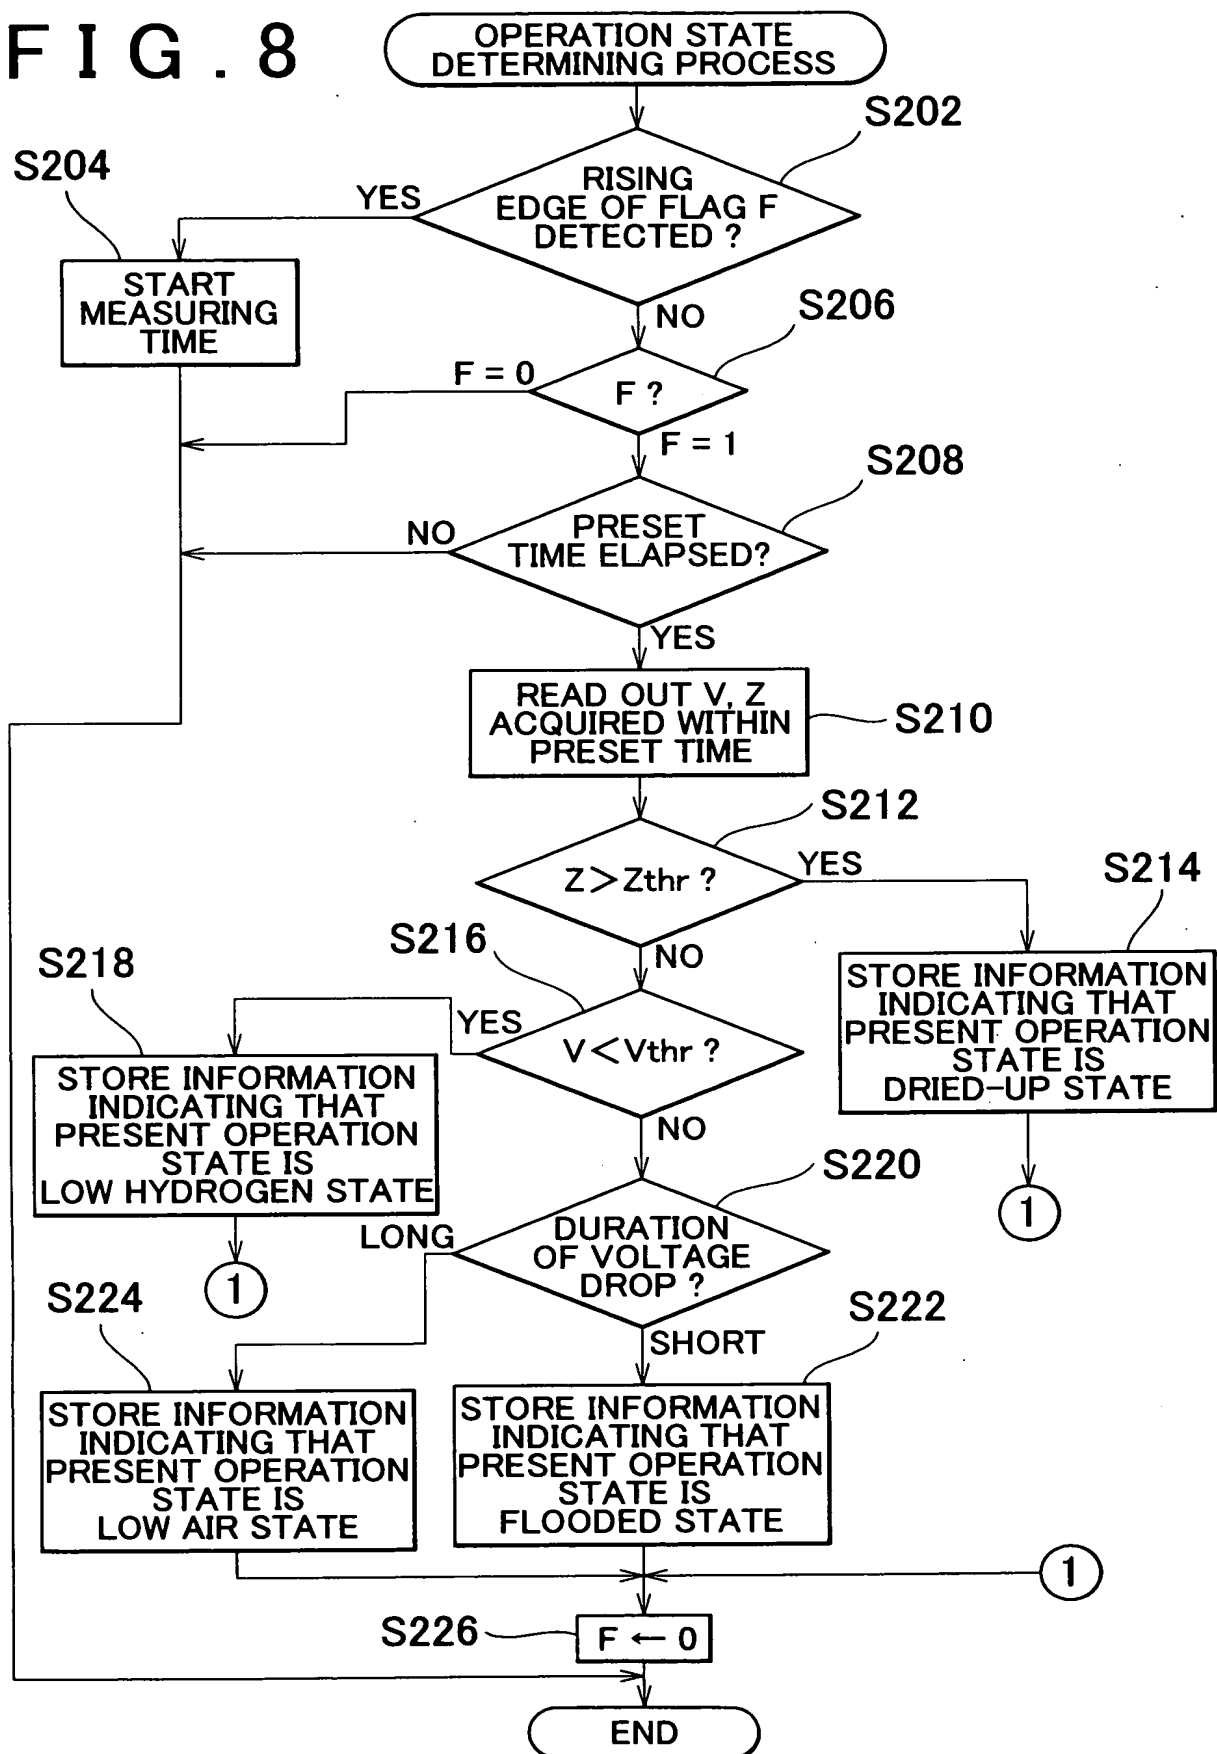 FIG. 8
OPERATION STATE
DETERMINING PROCESS
S202
RISING
EDGE OF FLAG F
DETECTED ?
YES
S204
START
MEASURING
TIME
NO
S206
F = 0
F ?
F = 1
S208
PRESET
TIME ELAPSED?
NO
YES
READ OUT V, Z
ACQUIRED WITHIN
PRESET TIME
S210
S212
Z > Zthr ?
YES
S214
STORE INFORMATION
INDICATING THAT
PRESENT OPERATION
STATE IS
DRIED-UP STATE
1
NO
S216
V < Vthr ?
YES
S218
STORE INFORMATION
INDICATING THAT
PRESENT OPERATION
STATE IS
LOW HYDROGEN STATE
1
NO
S220
DURATION
OF VOLTAGE
DROP ?
LONG
S224
STORE INFORMATION
INDICATING THAT
PRESENT OPERATION
STATE IS
LOW AIR STATE
SHORT
S222
STORE INFORMATION
INDICATING THAT
PRESENT OPERATION
STATE IS
FLOODED STATE
1
S226
F ← 0
END